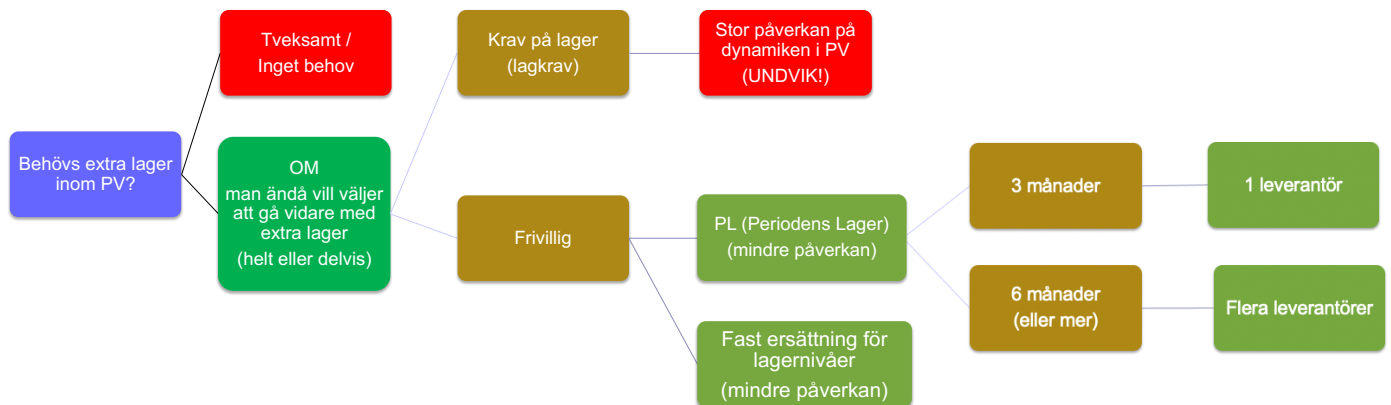 Behövs extra lager
inom PV?
Tveksamt /
Inget behov
OM
man ändå vill väljer
att gå vidare med
extra lager
(helt eller delvis)
Krav på lager
(lagkrav)
Stor påverkan på
dynamiken i PV
(UNDVIK!)
Frivillig
PL (Periodens Lager)
(mindre påverkan)
Fast ersättning för
lagernivåer
(mindre påverkan)
3 månader
1 leverantör
6 månader
(eller mer)
Flera leverantörer